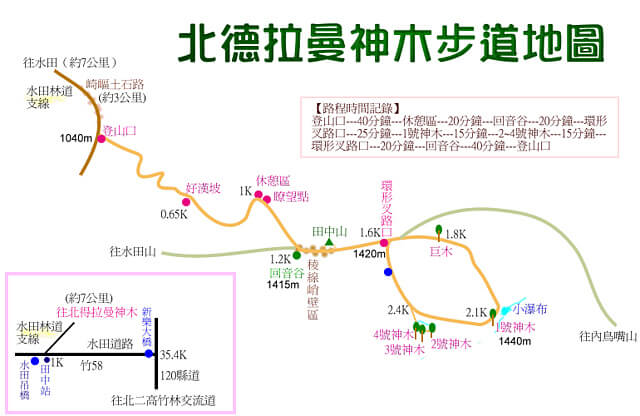 北德拉曼神木步道地圖
往水田（約7公里）
崎嶇土石路
(約3公里)
水田林道
支線
【路程時間記錄】
登山口---40分鐘---休憩區---20分鐘---回音谷---20分鐘---環形
叉路口---25分鐘---1號神木---15分鐘---2~4號神木---15分鐘---
環形叉路口---20分鐘---回音谷---40分鐘---登山口
1040m
登山口
好漢坡
0.65K
休憩區
1K
瞭望點
環形叉路口
田中山
1.6K
1420m
1.8K
巨木
往水田山
1.2K
回音谷
1415m
稜線峭壁區
2.4K
2.1K
小瀑布
1號神木
1440m
4號神木
3號神木
2號神木
往內鳥嘴山
(約7公里)
往北得拉曼神木
水田林道
支線
水田道路
新樂大橋
35.4K
1K
竹58
水田吊橋
田中站
120縣道
往北二高竹林交流道